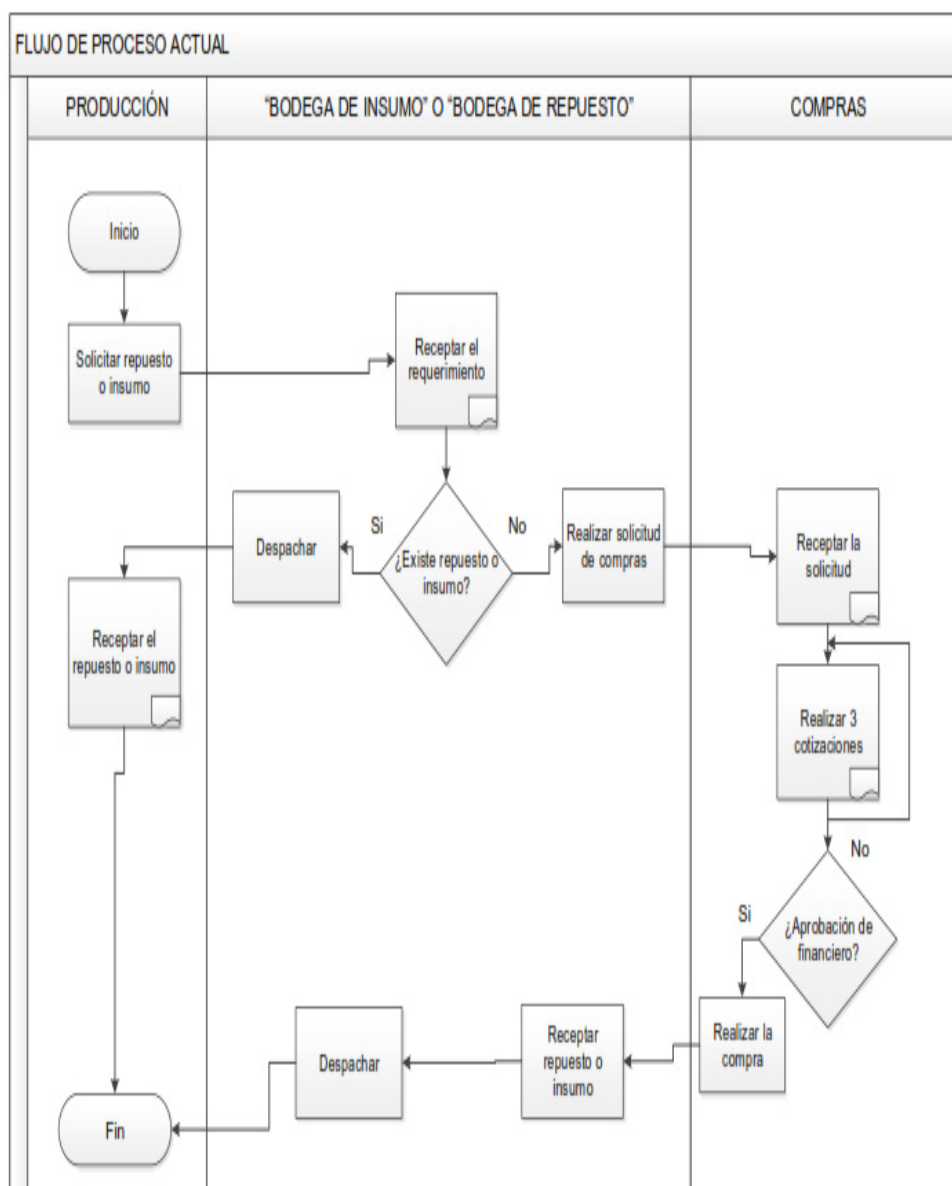 FLUJO DE PROCESO ACTUAL
PRODUCCIÓN
"BODEGA DE INSUMO" O "BODEGA DE REPUESTO"
COMPRAS
Inicio
Solicitar repuesto
o insumo
Receptar el
requerimiento
¿Existe repuesto o
insumo?
Si
No
Despachar
Realizar solicitud
de compras
Receptar la
solicitud
Receptar el
repuesto o insumo
Realizar 3
cotizaciones
No
¿Aprobación de
financiero?
Si
Realizar la
compra
Receptar
repuesto o
insumo
Despachar
Fin